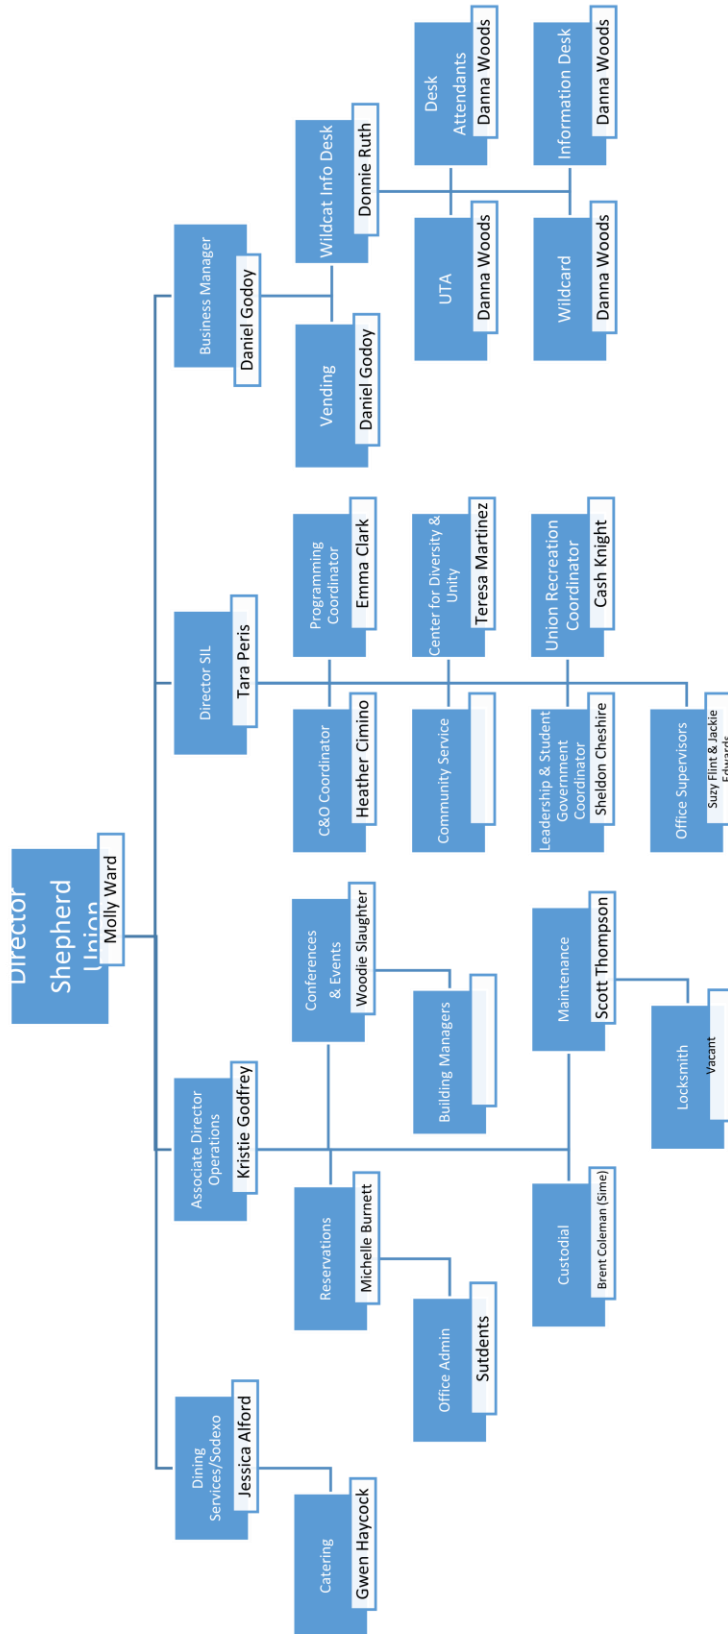 Director
Shepherd
Union
Molly Ward
Dining
Services/Sodexo
Jessica Alford
Catering
Gwen Haycock
Associate Director
Operations
Kristie Godfrey
Reservations
Michelle Burnett
Office Admin
Sutdents
Conferences
& Events
Woodie Slaughter
Building Managers
Custodial
Brent Coleman (Sime)
Maintenance
Scott Thompson
Locksmith
Vacant
Director SIL
Tara Peris
C&O Coordinator
Heather Cimino
Programming
Coordinator
Emma Clark
Community Service
Center for Diversity &
Unity
Teresa Martinez
Leadership & Student
Government
Coordinator
Sheldon Cheshire
Union Recreation
Coordinator
Cash Knight
Office Supervisors
Suzy Flint & Jackie
Edwards
Business Manager
Daniel Godoy
Vending
Daniel Godoy
Wildcat Info Desk
Donnie Ruth
UTA
Danna Woods
Desk
Attendants
Danna Woods
Wildcard
Danna Woods
Information Desk
Danna Woods